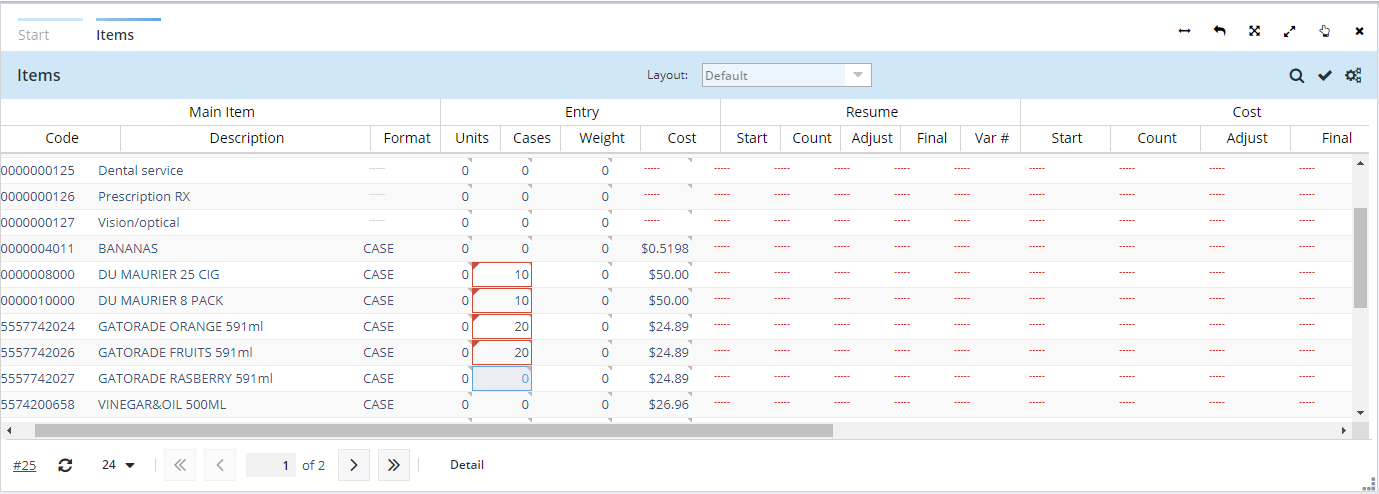 Start Items
Items Layout: Default
Main Item Entry Resume Cost
Code Description Format Units Cases Weight Cost Start Count Adjust Final Var # Start Count Adjust Final
0000000125 Dental service ----- 0 0 0 ----- ----- ----- ----- ----- ----- ----- ----- ----- -----
0000000126 Prescription RX ----- 0 0 0 ----- ----- ----- ----- ----- ----- ----- ----- ----- -----
0000000127 Vision/optical ----- 0 0 0 ----- ----- ----- ----- ----- ----- ----- ----- ----- -----
0000004011 BANANAS CASE 0 0 0 $0.5198 ----- ----- ----- ----- ----- ----- ----- ----- -----
0000008000 DU MAURIER 25 CIG CASE 0 10 0 $50.00 ----- ----- ----- ----- ----- ----- ----- ----- -----
0000010000 DU MAURIER 8 PACK CASE 0 10 0 $50.00 ----- ----- ----- ----- ----- ----- ----- ----- -----
5557742024 GATORADE ORANGE 591ml CASE 0 20 0 $24.89 ----- ----- ----- ----- ----- ----- ----- ----- -----
5557742026 GATORADE FRUITS 591ml CASE 0 20 0 $24.89 ----- ----- ----- ----- ----- ----- ----- ----- -----
5557742027 GATORADE RASBERRY 591ml CASE 0 0 0 $24.89 ----- ----- ----- ----- ----- ----- ----- ----- -----
5574200658 VINEGAR&OIL 500ML CASE 0 0 0 $26.96 ----- ----- ----- ----- ----- ----- ----- ----- -----
#25 24 1 of 2 Detail